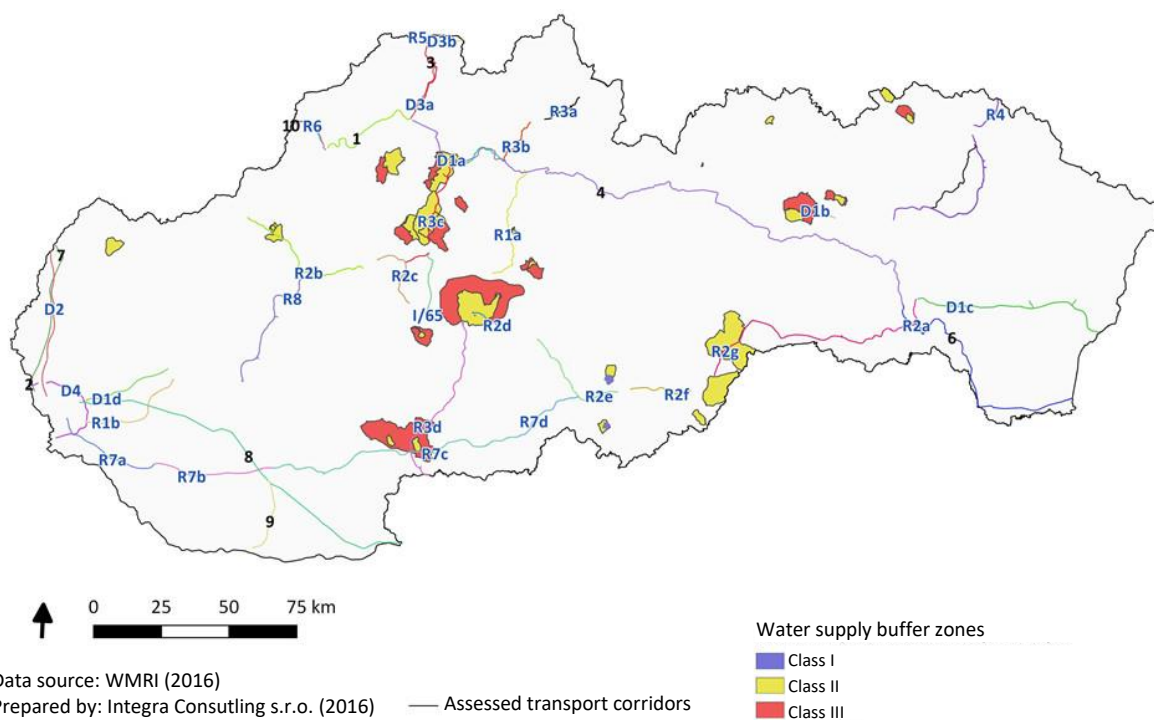 R5 D3b
3
D3a
R3a
10 R6
1
R3b
R4
D1a
4
D1b
R3c
R1a
7
R2b
R2c
R8
D2
I/65
R2d
D1c
R2a
6
R2g
2
D4
D1d
R2e
R2f
R1b
R3d
R7d
R7c
R7a
8
R7b
9
0 25 50 75 km
Water supply buffer zones
Class I
Class II
Class III
Data source: WMRI (2016)
Prepared by: Integra Consutling s.r.o. (2016)
Assessed transport corridors